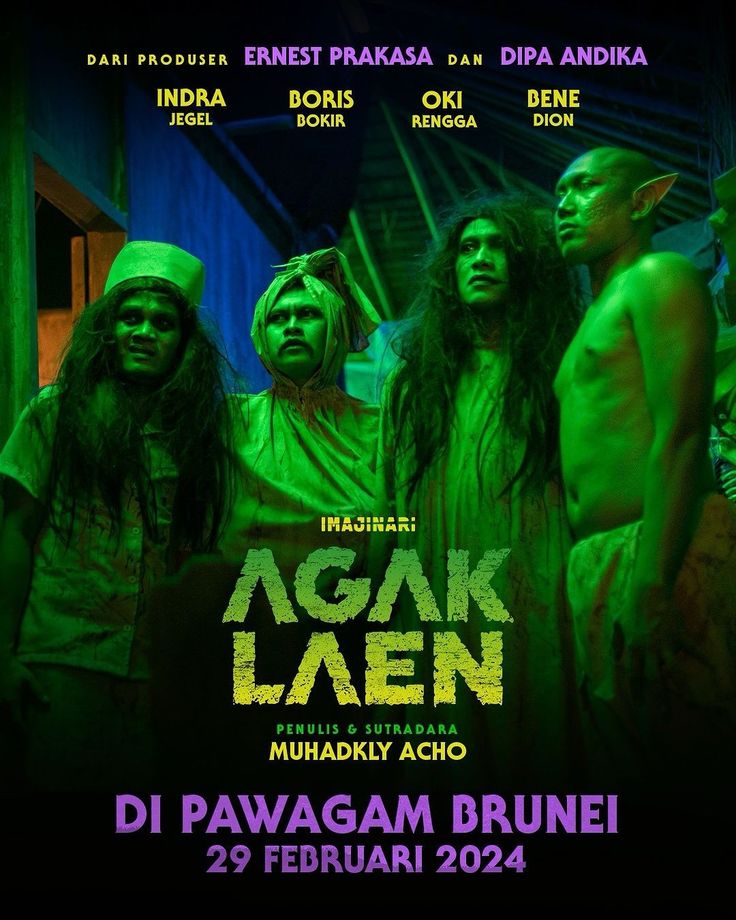 DARI PRODUSER ERNEST PRAKASA DAN DIPA ANDIKA
INDRA JEGEL
BORIS BOKIR
OKI RENGGA
BENE DION
IMAJINARI
AGAK
LAEN
PENULIS & SUTRADARA
MUHADKLY ACHO
DI PAWAGAM BRUNEI
29 FEBRUARI 2024